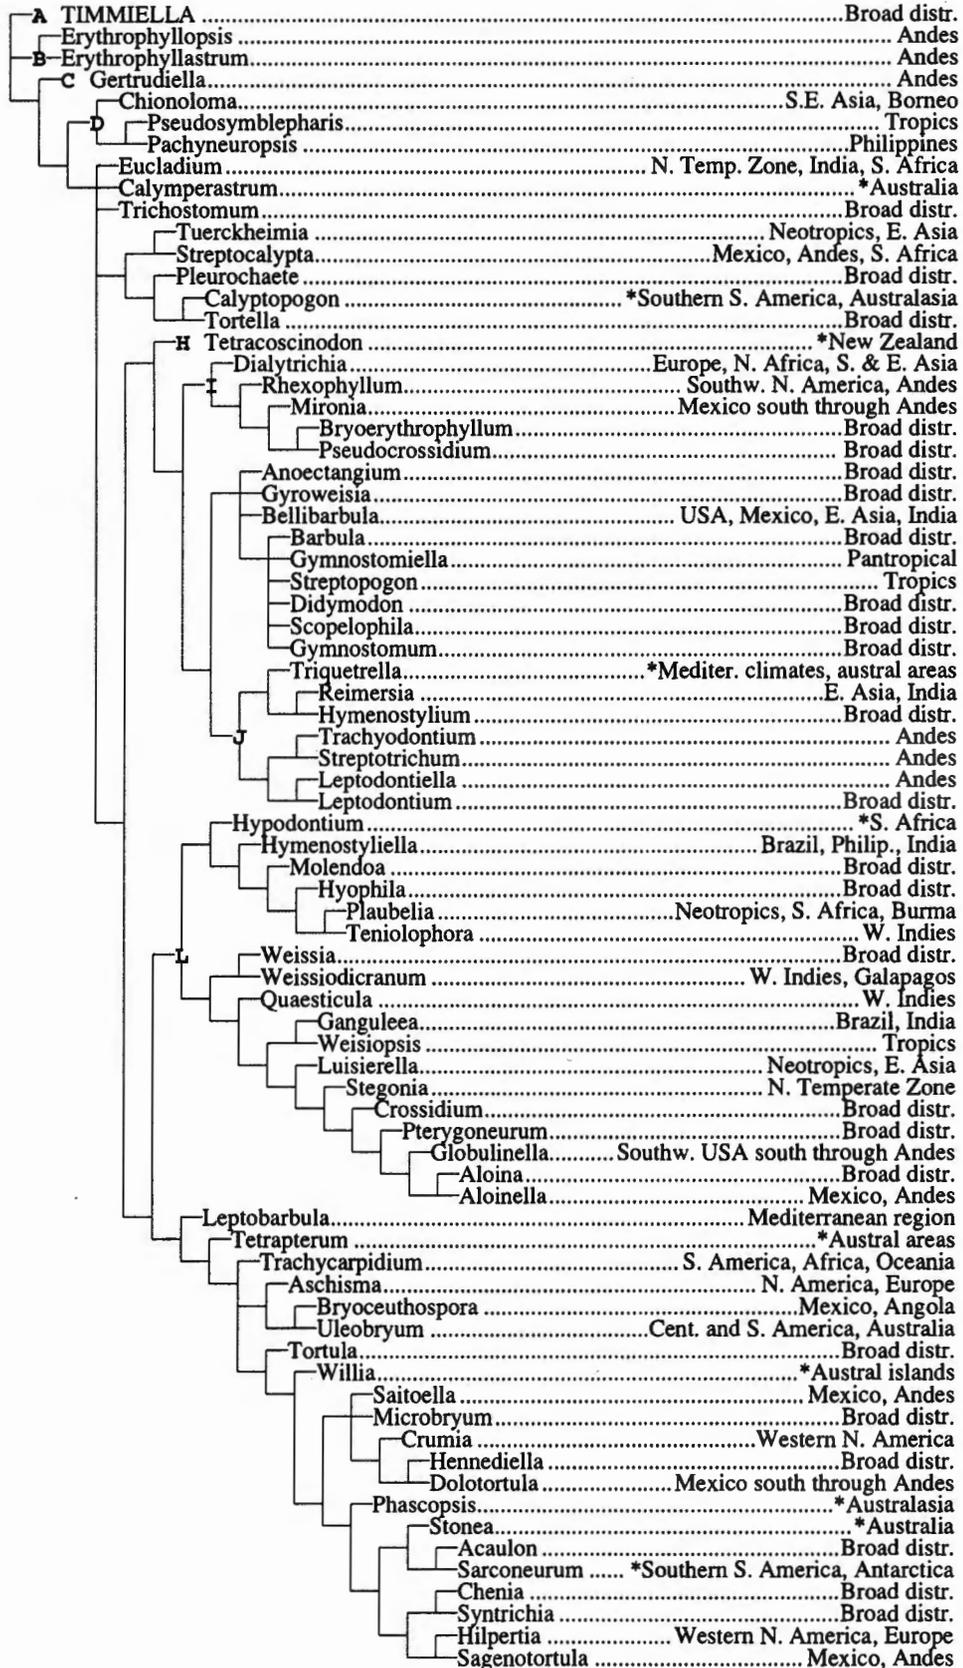 A TIMMIELLA ... Broad distr.
Erythrophyllopsis ... Andes
B Erythrophyllastrum ... Andes
C Gertrudiella ... Andes
Chionoloma ... S.E. Asia, Borneo
D Pseudosymblepharis ... Tropics
Pachyneuropsis ... Philippines
Eucladium ... N. Temp. Zone, India, S. Africa
Calymperastrum ... *Australia
Trichostomum ... Broad distr.
Tuerckheimia ... Neotropics, E. Asia
Streptocalypta ... Mexico, Andes, S. Africa
Pleurochaete ... Broad distr.
Calyptopogon ... *Southern S. America, Australasia
Tortella ... Broad distr.
H Tetracoscinodon ... *New Zealand
Dialytrichia ... Europe, N. Africa, S. & E. Asia
I Rhexophyllum ... Southw. N. America, Andes
Mironia ... Mexico south through Andes
Bryoerythrophyllum ... Broad distr.
Pseudocrossidium ... Broad distr.
Anoectangium ... Broad distr.
Gyroweisia ... Broad distr.
Bellibarbula ... USA, Mexico, E. Asia, India
Barbula ... Broad distr.
Gymnostomiella ... Pantropical
Streptopogon ... Tropics
Didymodon ... Broad distr.
Scopelophila ... Broad distr.
Gymnostomum ... Broad distr.
Triquetrella ... *Mediter. climates, austral areas
Reimersia ... E. Asia, India
Hymenostylium ... Broad distr.
J Trachyodontium ... Andes
Streptotrichum ... Andes
Leptodontiella ... Andes
Leptodontium ... Broad distr.
Hypodontium ... *S. Africa
Hymenostyliella ... Brazil, Philip., India
Molendoa ... Broad distr.
Hyophila ... Broad distr.
Plaubelia ... Neotropics, S. Africa, Burma
Teniolophora ... W. Indies
L Weissia ... Broad distr.
Weissiodicranum ... W. Indies, Galapagos
Quaesticula ... W. Indies
Ganguleea ... Brazil, India
Weisiopsis ... Tropics
Luisierella ... Neotropics, E. Asia
Stegonia ... N. Temperate Zone
Crossidium ... Broad distr.
Pterygoneurum ... Broad distr.
Globulinella ... Southw. USA south through Andes
Aloina ... Broad distr.
Aloinella ... Mexico, Andes
Leptobarbula ... Mediterranean region
Tetrapterum ... *Austral areas
Trachycarpidium ... S. America, Africa, Oceania
Aschisma ... N. America, Europe
Bryoceuthospora ... Mexico, Angola
Uleobryum ... Cent. and S. America, Australia
Tortula ... Broad distr.
Willia ... *Austral islands
Saitoella ... Mexico, Andes
Microbryum ... Broad distr.
Crumia ... Western N. America
Hennediella ... Broad distr.
Dolotortula ... Mexico south through Andes
Phascopsis ... *Australasia
Stonea ... *Australia
Acaulon ... Broad distr.
Sarconeurum ... *Southern S. America, Antarctica
Chenia ... Broad distr.
Syntrichia ... Broad distr.
Hilpertia ... Western N. America, Europe
Sagenotortula ... Mexico, Andes